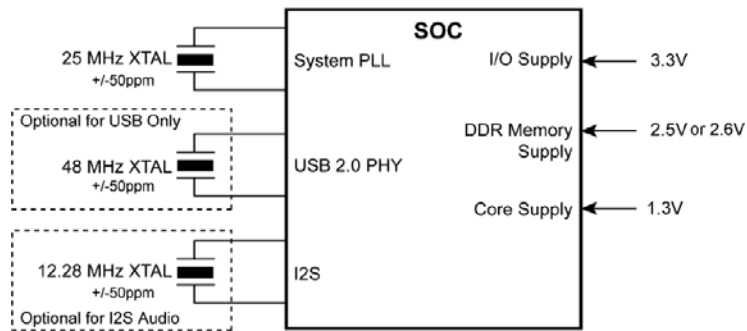 SOC
25 MHz XTAL
+/-50ppm
System PLL
I/O Supply
3.3V
Optional for USB Only
48 MHz XTAL
+/-50ppm
USB 2.0 PHY
DDR Memory
Supply
2.5V or 2.6V
Core Supply
1.3V
12.28 MHz XTAL
+/-50ppm
I2S
Optional for I2S Audio